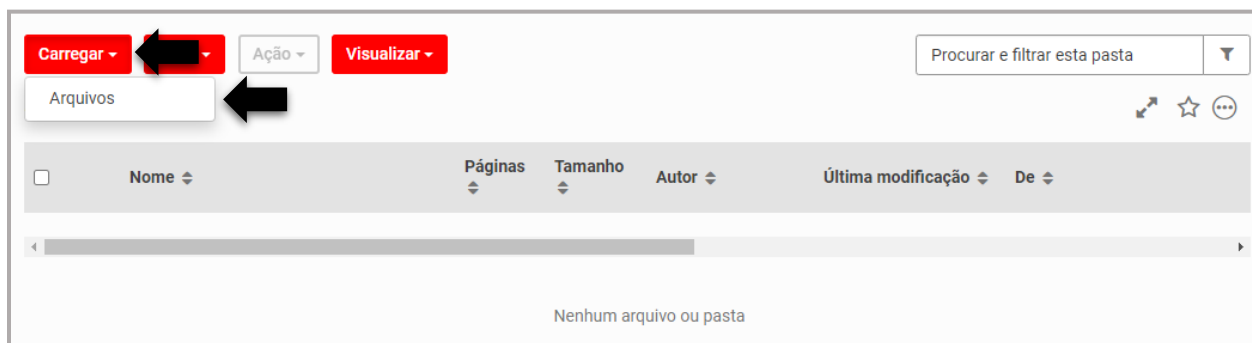 Carregar
Ação
Visualizar
Procurar e filtrar esta pasta
Arquivos
Nome
Páginas
Tamanho
Autor
Última modificação
De
Nenhum arquivo ou pasta